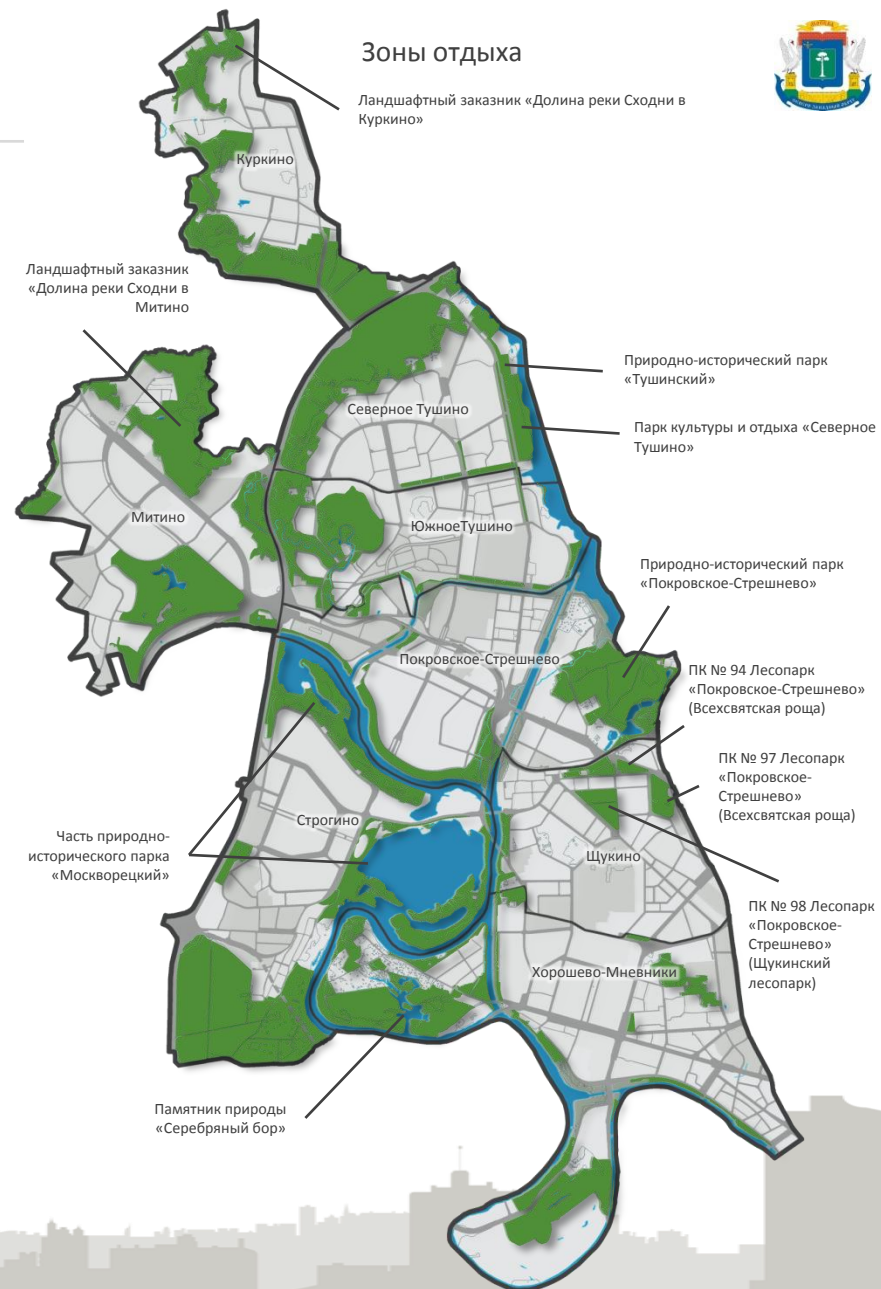 Зоны отдыха
Ландшафтный заказник «Долина реки Сходни в
Куркино»
Куркино
Ландшафтный заказник
«Долина реки Сходни в
Митино
Природно-исторический парк
«Тушинский»
Северное Тушино
Парк культуры и отдыха «Северное
Тушино»
Митино
ЮжноеТушино
Природно-исторический парк
«Покровское-Стрешнево»
Покровское-Стрешнево
ПК № 94 Лесопарк
«Покровское-Стрешнево»
(Всехсвятская роща)
ПК № 97 Лесопарк
«Покровское-
Стрешнево»
(Всехсвятская роща)
Строгино
Часть природно-
исторического парка
«Москворецкий»
Щукино
ПК № 98 Лесопарк
«Покровское-
Стрешнево»
(Щукинский
лесопарк)
Хорошево-Мневники
Памятник природы
«Серебряный бор»